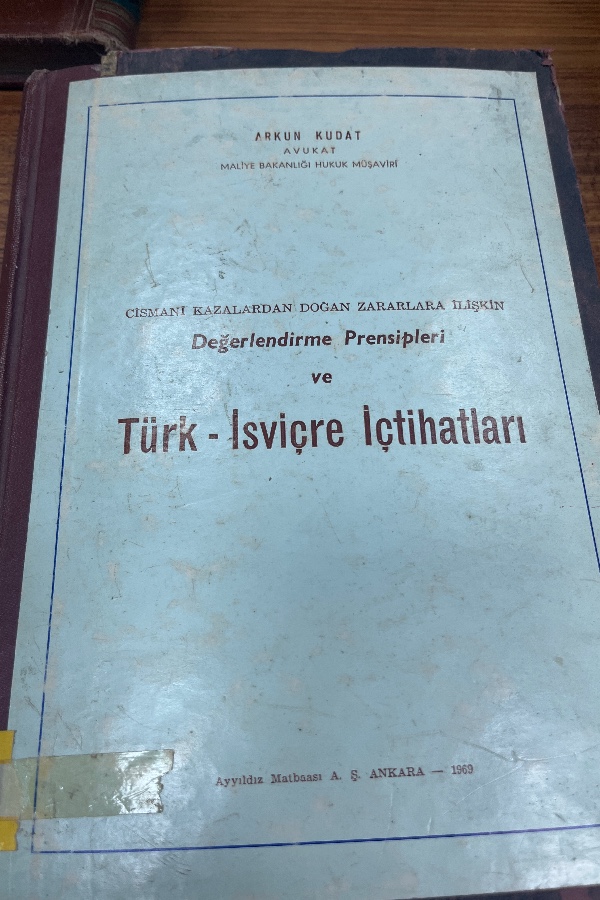 ARKUN KUDAT
AVUKAT
MALİYE BAKANLIĞI HUKUK MÜŞAVİRİ
CİSMANİ KAZALARDAN DOĞAN ZARARLARA İLİŞKİN
Değerlendirme Prensipleri
ve
Türk - İsviçre İçtihatları
Ayyıldız Matbaası A. Ş. ANKARA — 1969